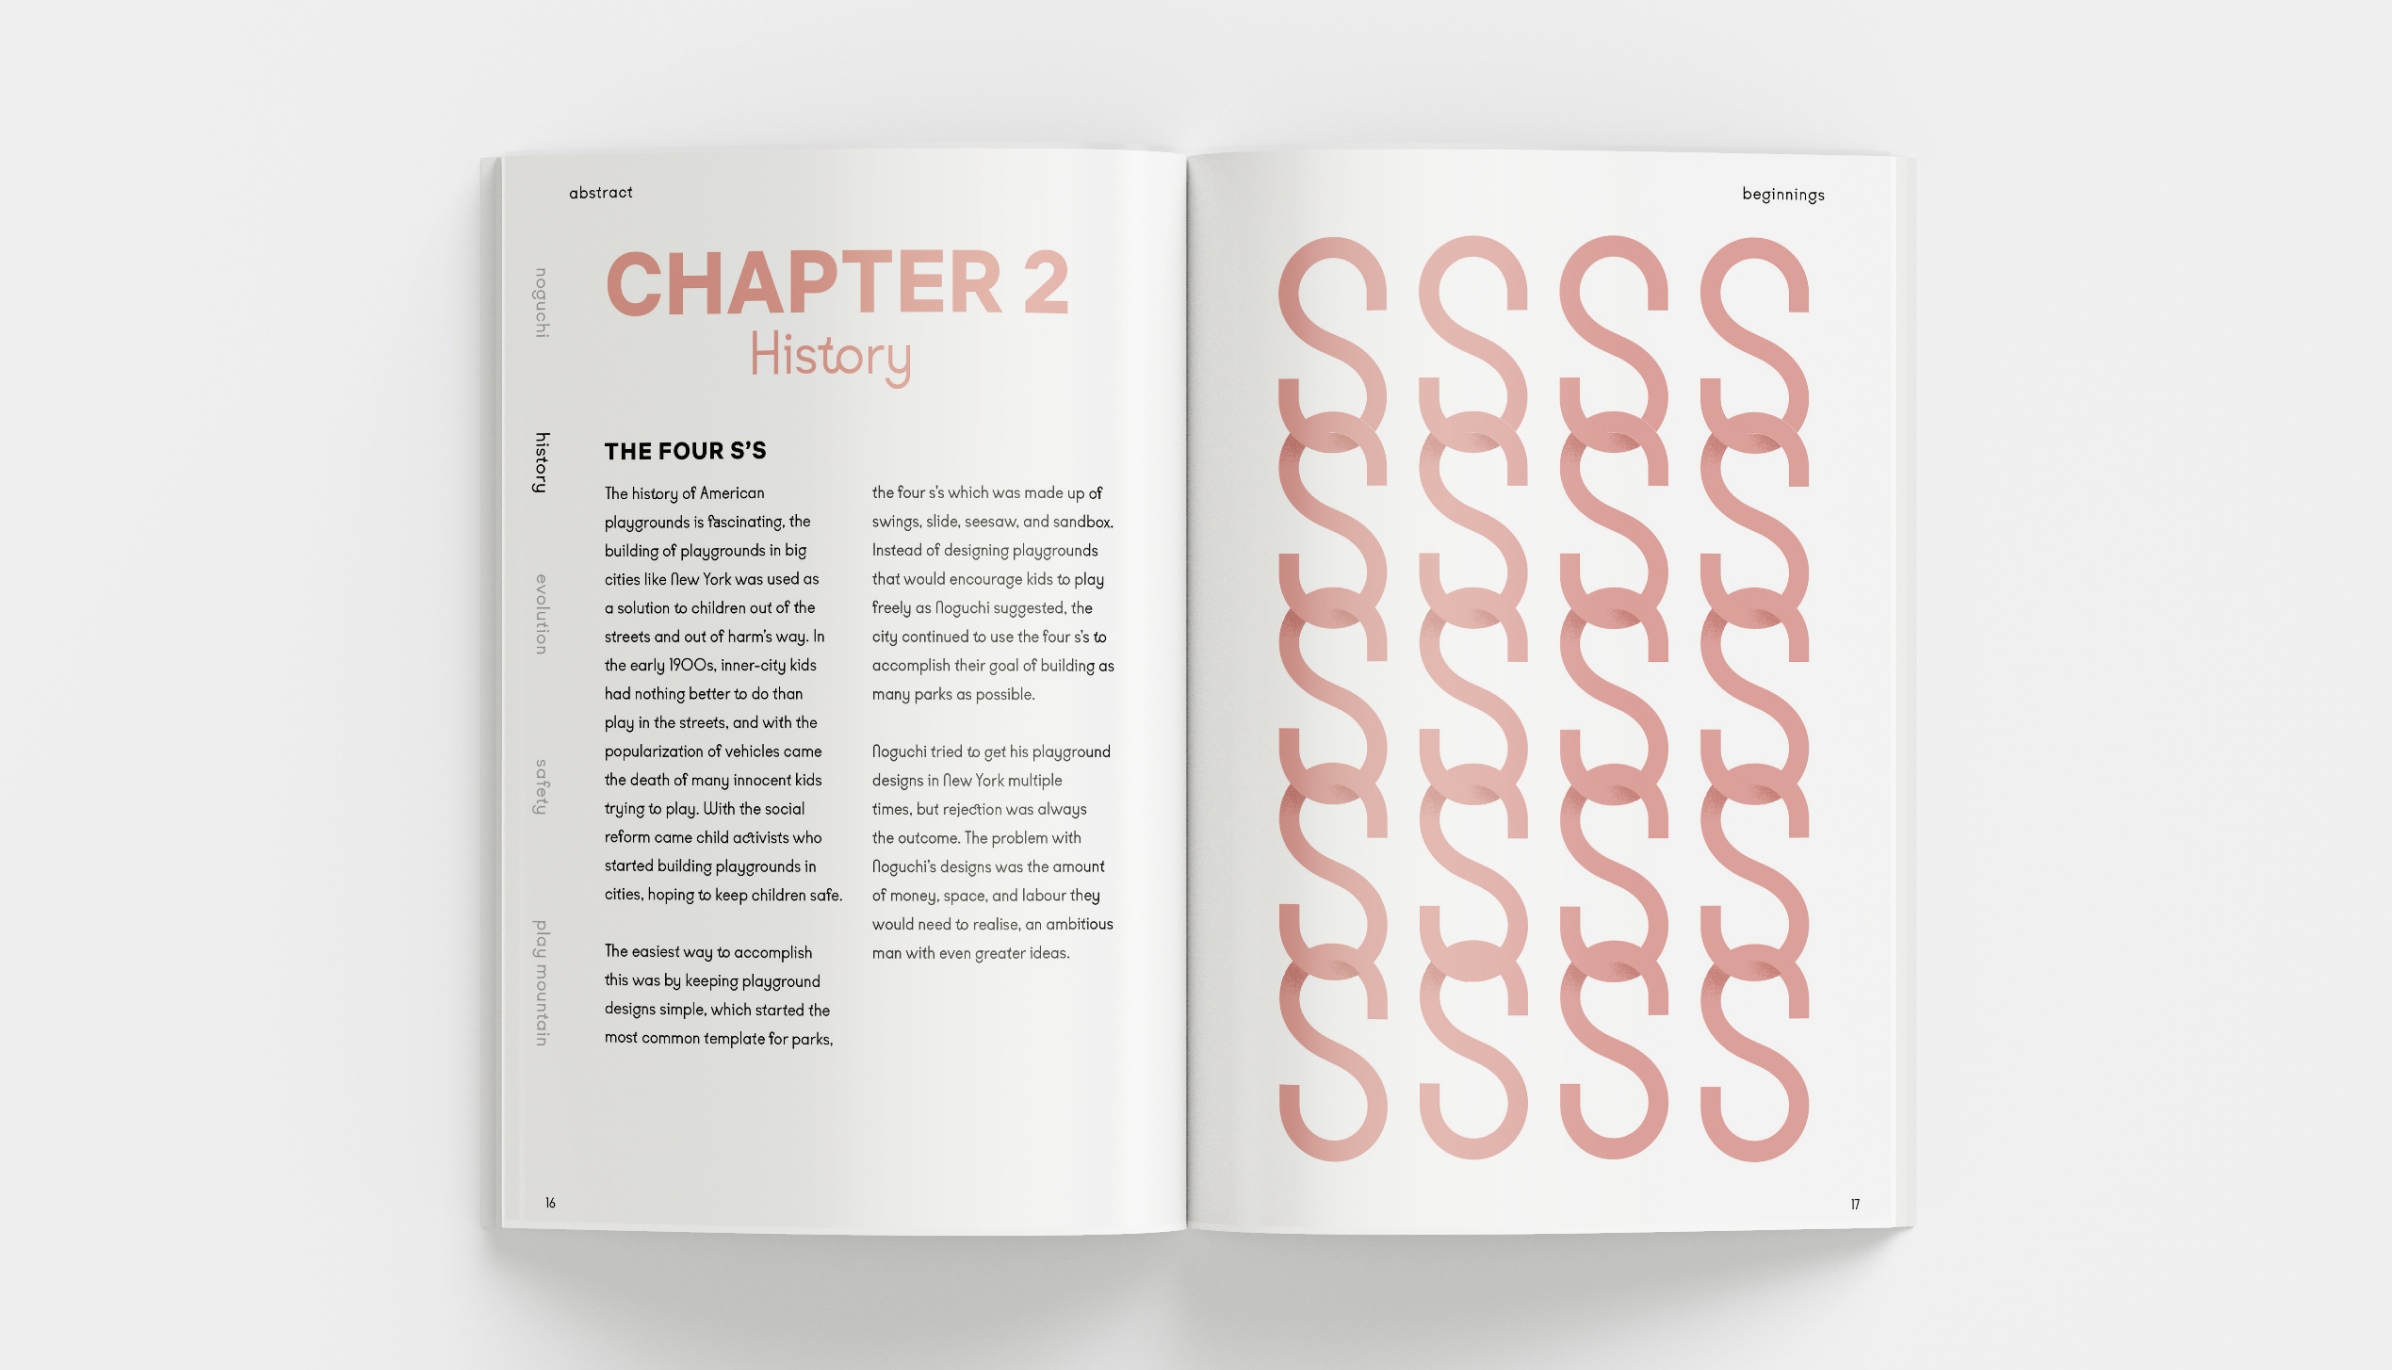 abstract
CHAPTER 2
History
noguchi
history
evolution
safety
play mountain
THE FOUR S'S
The history of American
playgrounds is fascinating, the
building of playgrounds in big
cities like New York was used as
a solution to children out of the
streets and out of harm's way. In
the early 1900s, inner-city kids
had nothing better to do than
play in the streets, and with the
popularization of vehicles came
the death of many innocent kids
trying to play. With the social
reform came child activists who
started building playgrounds in
cities, hoping to keep children safe.
The easiest way to accomplish
this was by keeping playground
designs simple, which started the
most common template for parks,
the four s's which was made up of
swings, slide, seesaw, and sandbox.
Instead of designing playgrounds
that would encourage kids to play
freely as Noguchi suggested, the
city continued to use the four s's to
accomplish their goal of building as
many parks as possible.
Noguchi tried to get his playground
designs in New York multiple
times, but rejection was always
the outcome. The problem with
Noguchi's designs was the amount
of money, space, and labour they
would need to realise, an ambitious
man with even greater ideas.
16
beginnings
S S S S
S S S S
S S S S
S S S S
S S S S
17